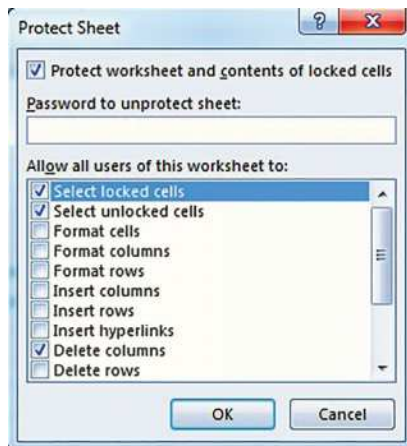 Protect Sheet
Protect worksheet and contents of locked cells
Password to unprotect sheet:
Allow all users of this worksheet to:
Select locked cells
Select unlocked cells
Format cells
Format columns
Format rows
Insert columns
Insert rows
Insert hyperlinks
Delete columns
Delete rows
OK Cancel